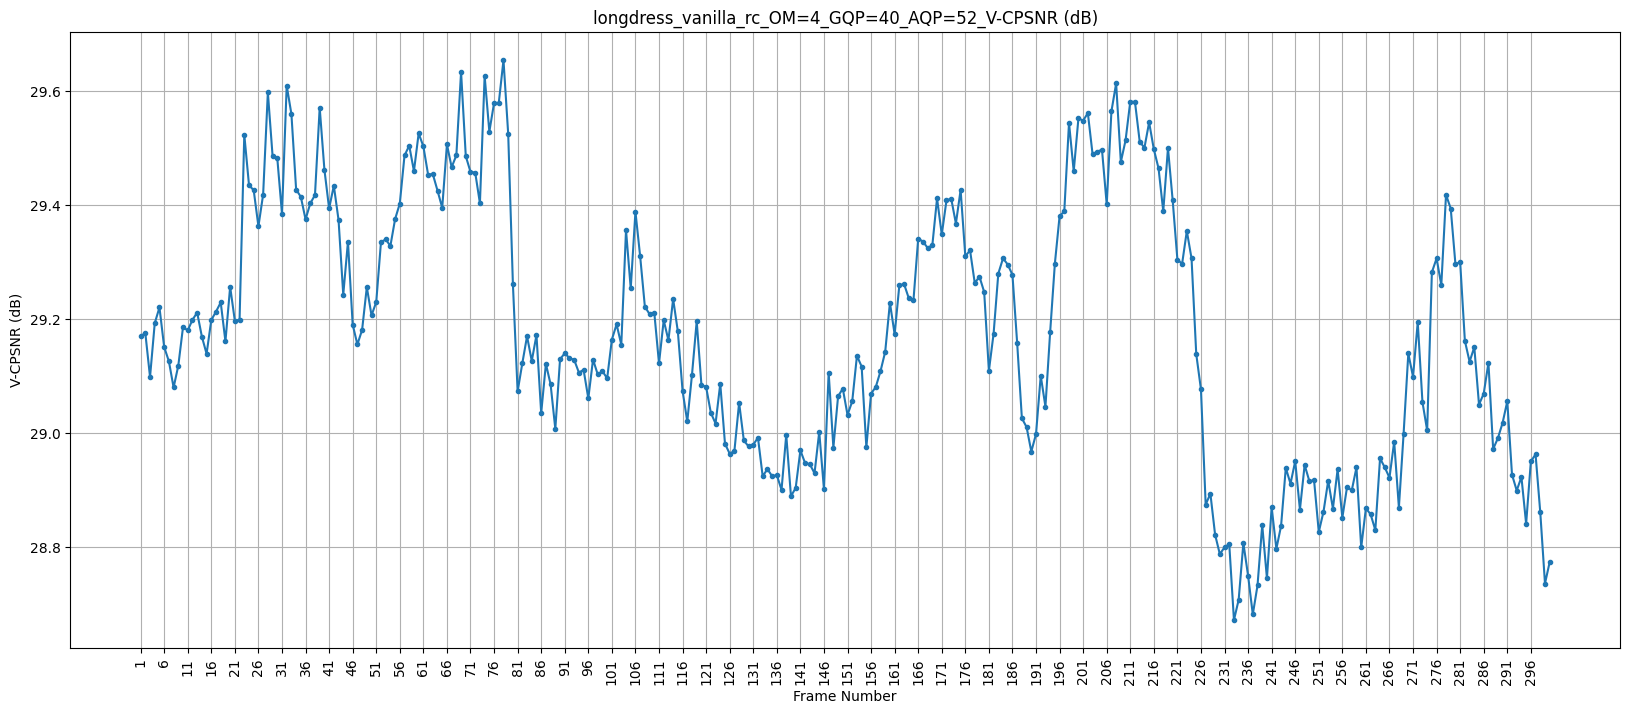 longdress_vanilla_rc_OM=4_GQP=40_AQP=52_V-CPSNR (dB)
V-CPSNR (dB)
29.6
29.4
29.2
29.0
28.8
1 6 11 16 21 26 31 36 41 46 51 56 61 66 71 76 81 86 91 96 101 106 111 116 121 126 131 136 141 146 151 156 161 166 171 176 181 186 191 196 201 206 211 216 221 226 231 236 241 246 251 256 261 266 271 276 281 286 291 296
Frame Number